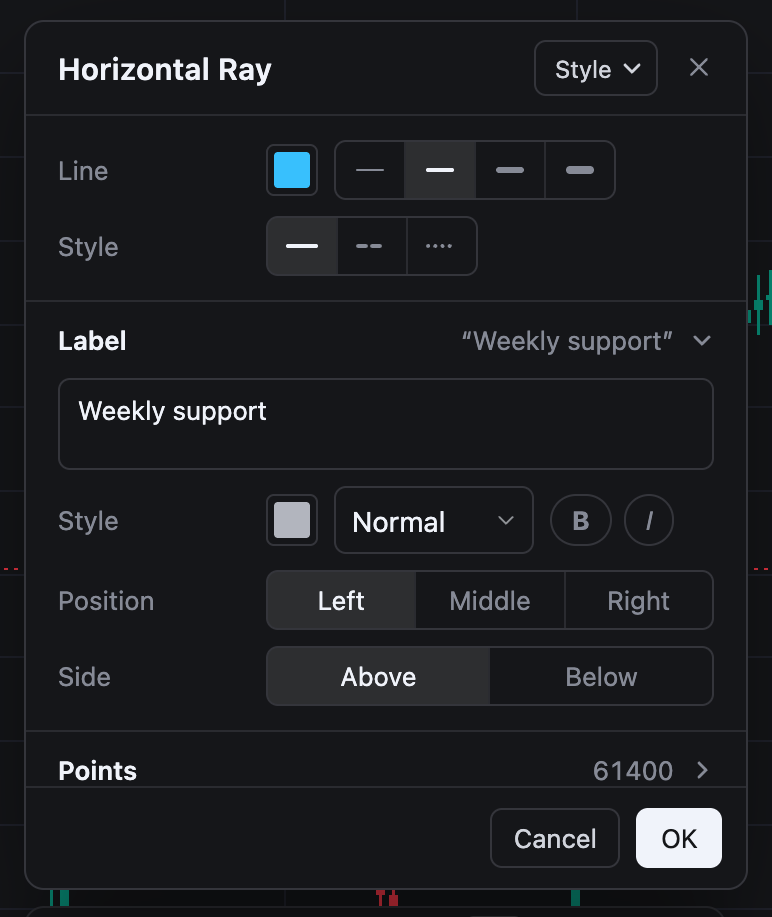 Horizontal Ray
Style
Line
Style
Label
“Weekly support”
Weekly support
Style
Normal
B
I
Position
Left
Middle
Right
Side
Above
Below
Points
61400
Cancel
OK